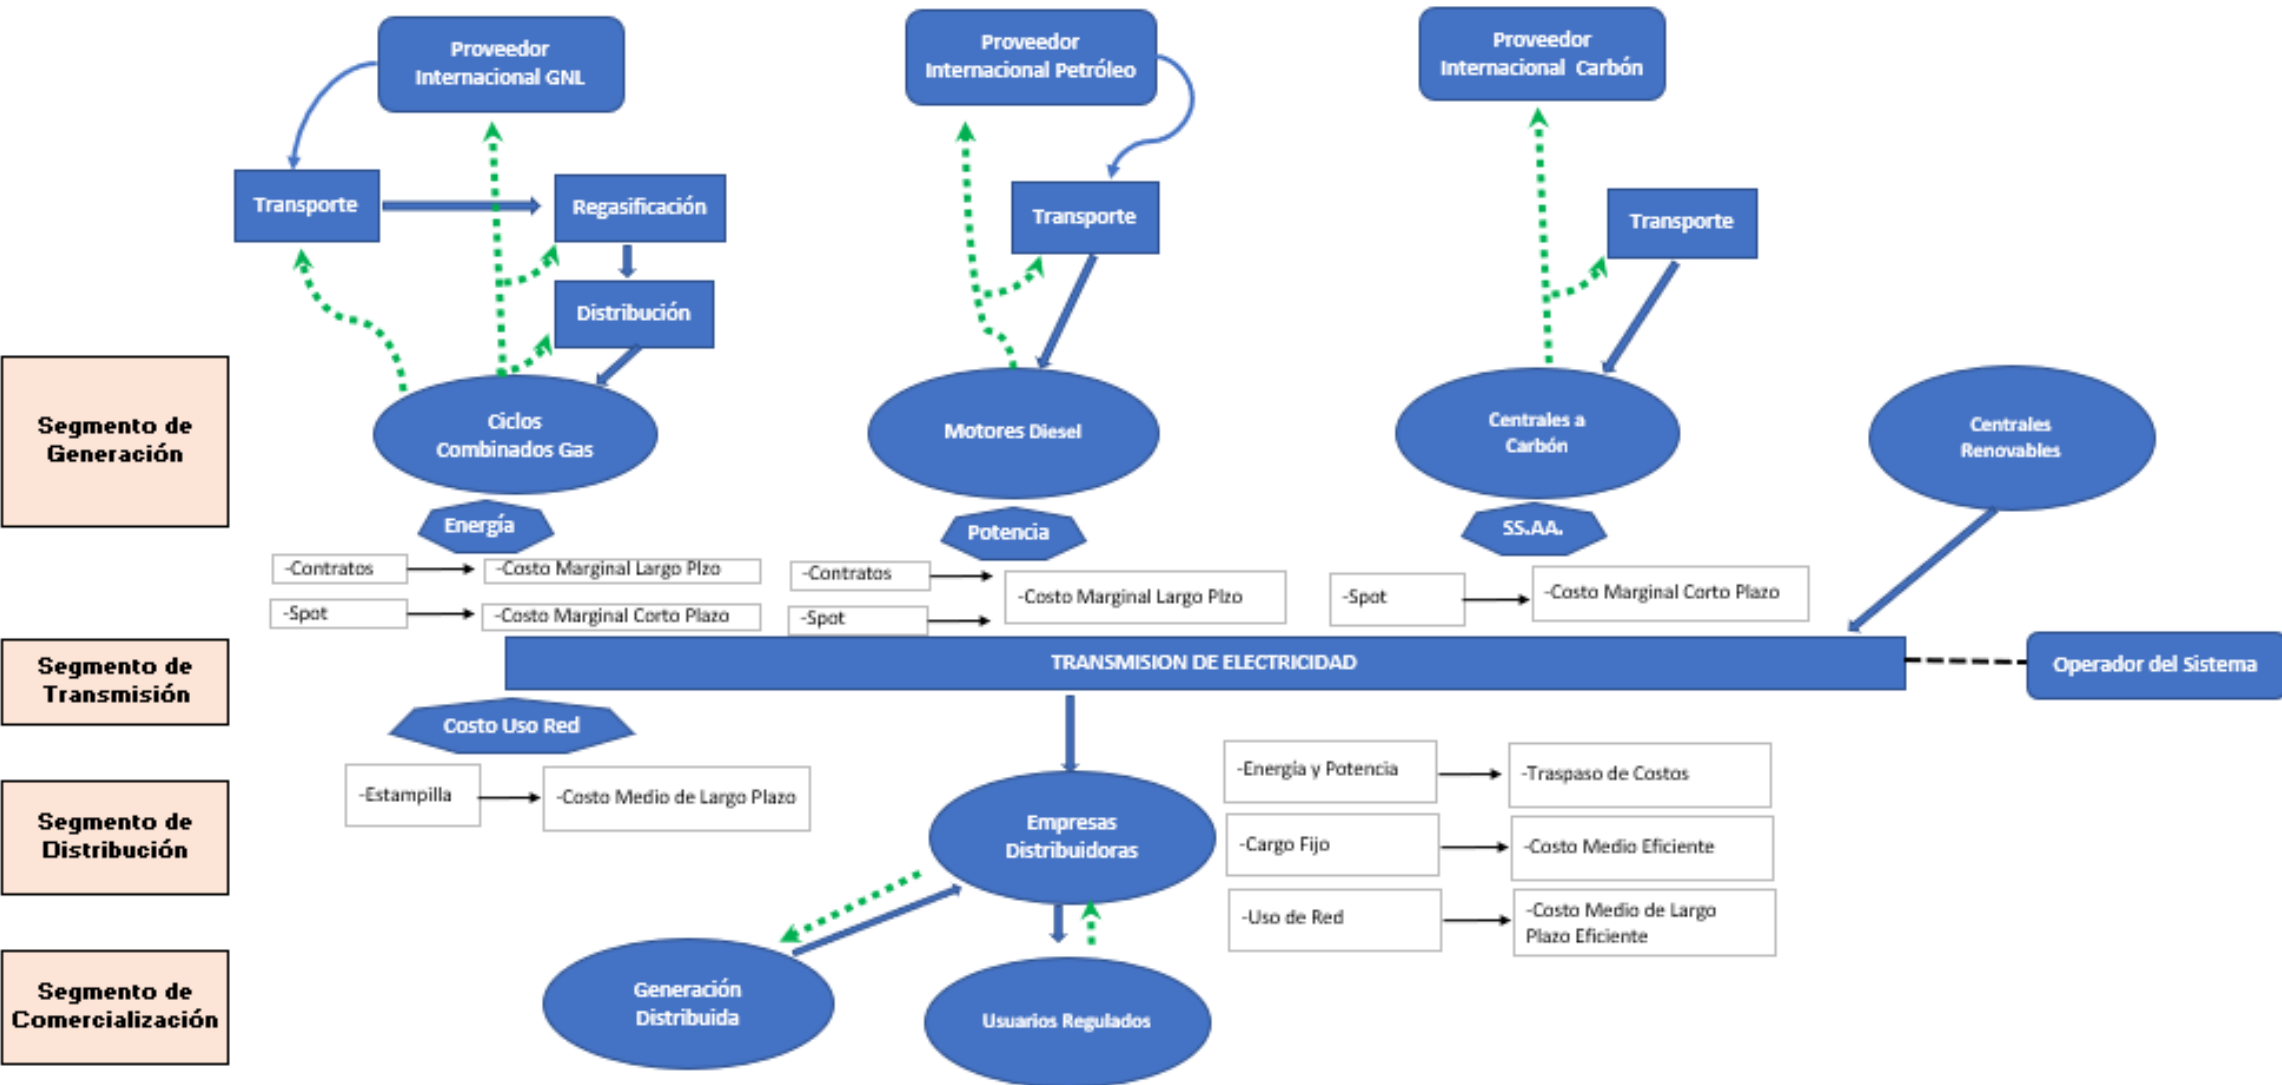 Proveedor
Internacional GNL
Proveedor
Internacional Petróleo
Proveedor
Internacional Carbón
Transporte
Regasificación
Transporte
Transporte
Distribución
Segmento de
Generación
Ciclos
Combinados Gas
Motores Diesel
Centrales a
Carbón
Centrales
Renovables
Energía
Potencia
SS.AA.
-Contratos
-Costo Marginal Largo Plzo
-Spot
-Costo Marginal Corto Plazo
-Contratos
-Spot
-Costo Marginal Largo Plzo
-Spot
-Costo Marginal Corto Plazo
Segmento de
Transmisión
TRANSMISION DE ELECTRICIDAD
Operador del Sistema
Costo Uso Red
-Estampilla
-Costo Medio de Largo Plazo
Segmento de
Distribución
Empresas
Distribuidoras
-Energía y Potencia
-Traspaso de Costos
-Cargo Fijo
-Costo Medio Eficiente
-Uso de Red
-Costo Medio de Largo
Plazo Eficiente
Segmento de
Comercialización
Generación
Distribuida
Usuarios Regulados